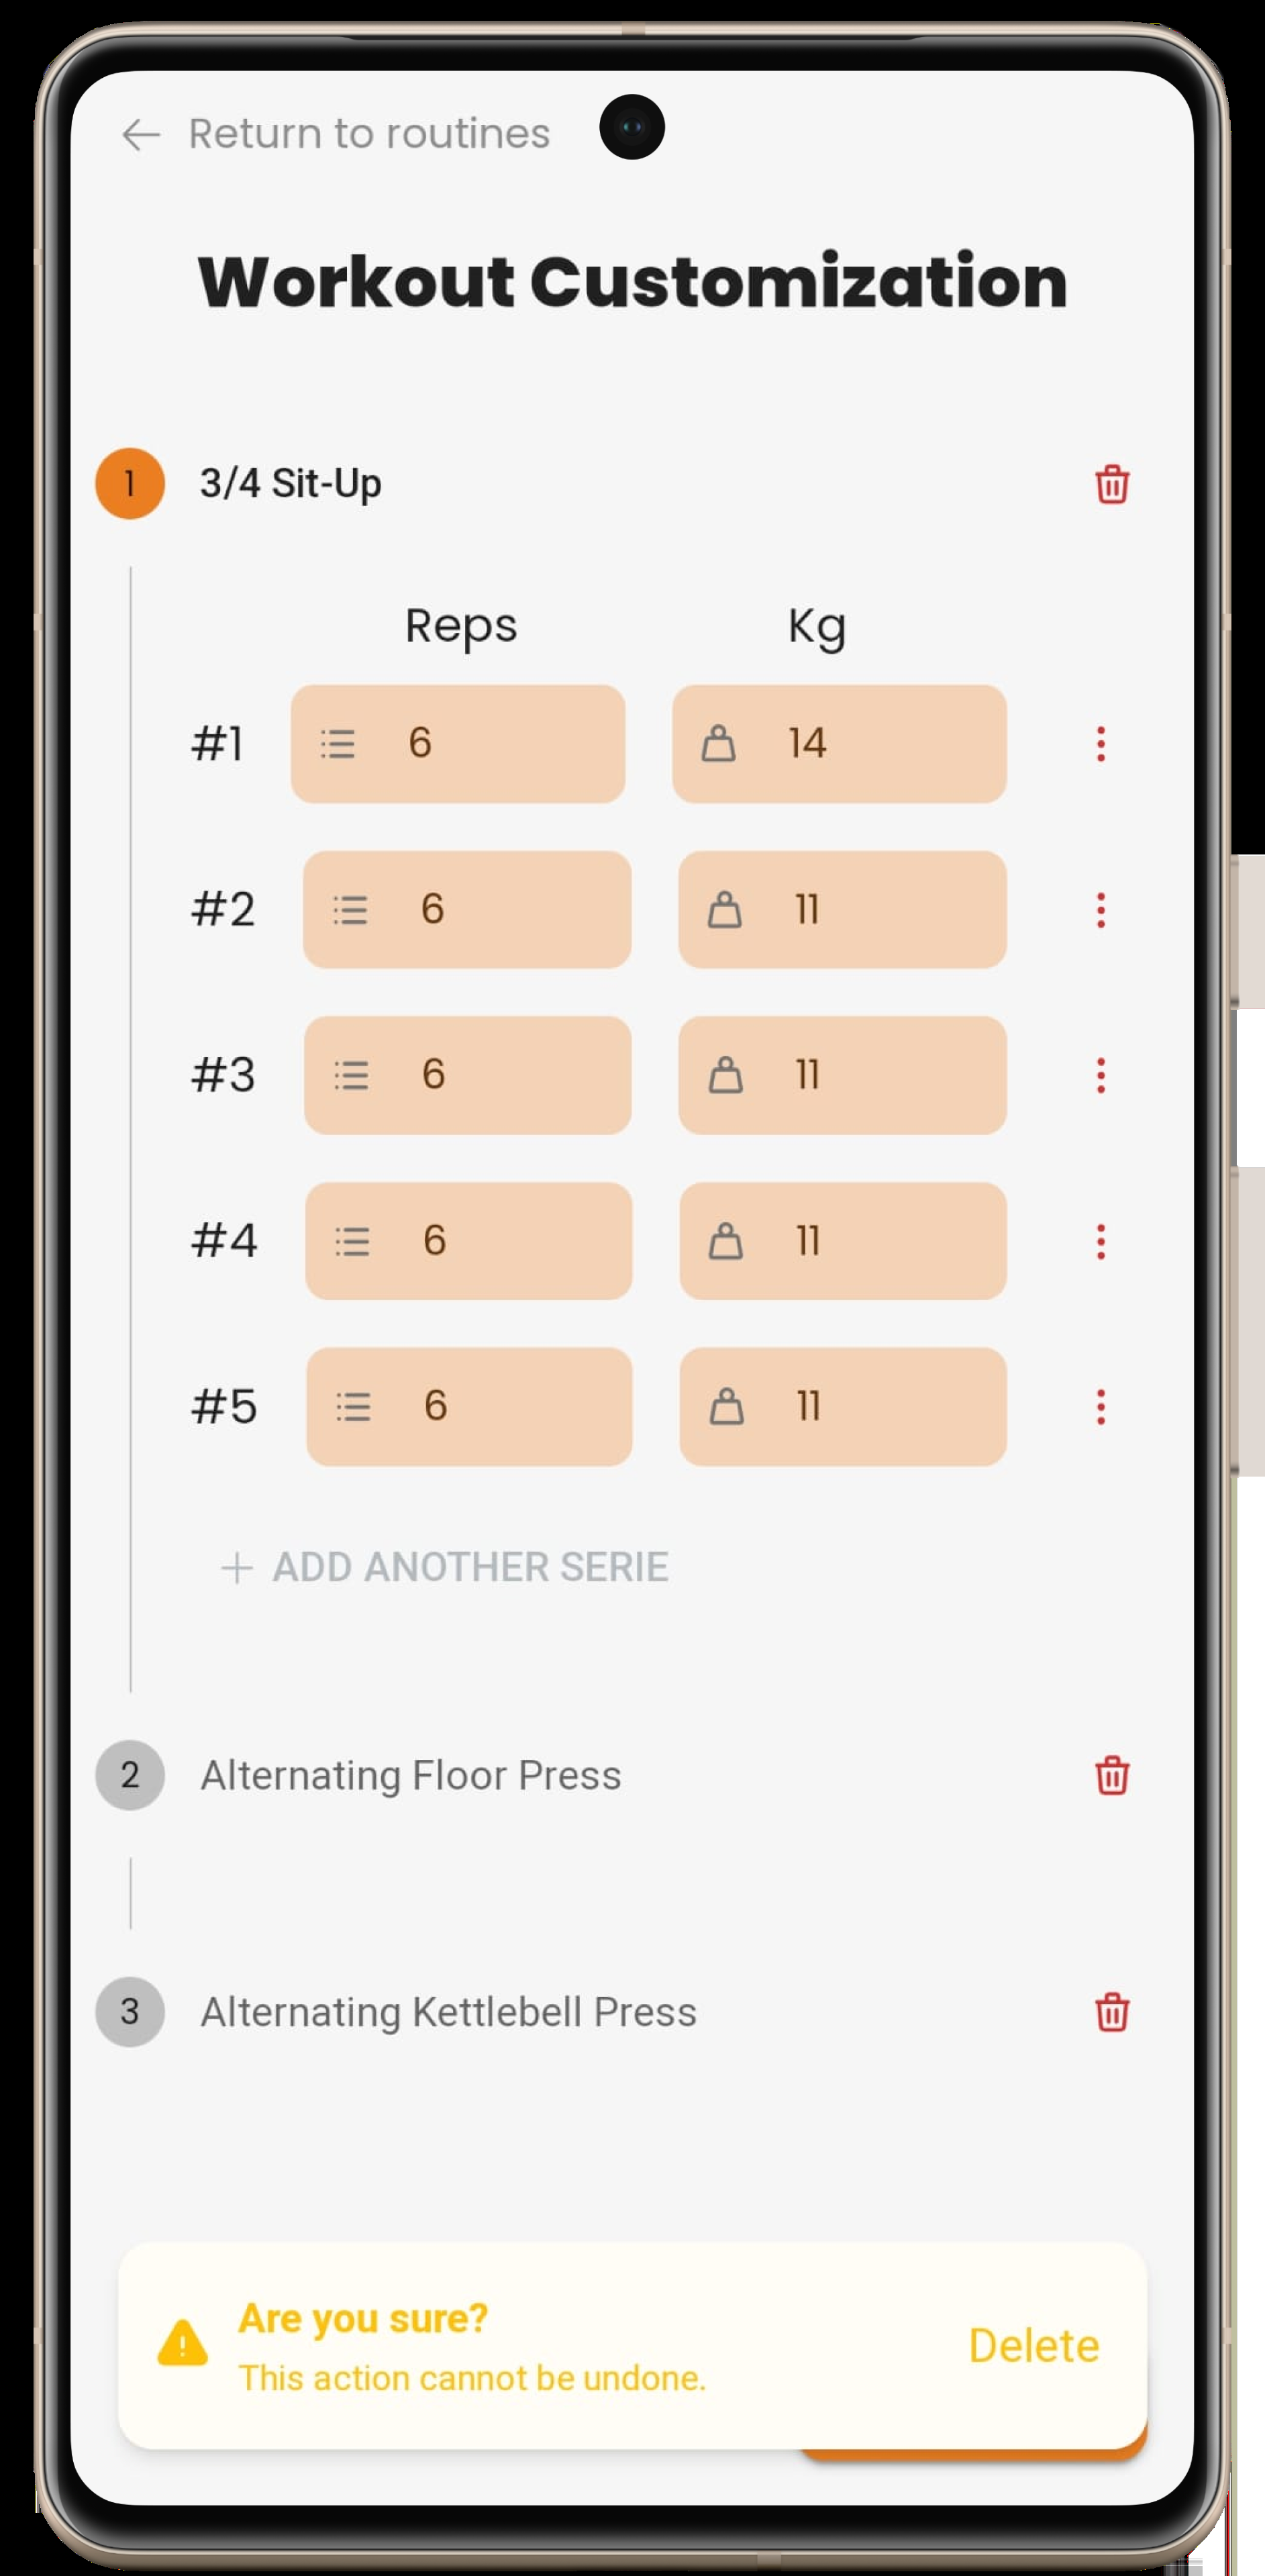 Return to routines
Workout Customization
1 3/4 Sit-Up
Reps Kg
#1 6 14
#2 6 11
#3 6 11
#4 6 11
#5 6 11
+ ADD ANOTHER SERIE
2 Alternating Floor Press
3 Alternating Kettlebell Press
Are you sure?
Delete
This action cannot be undone.